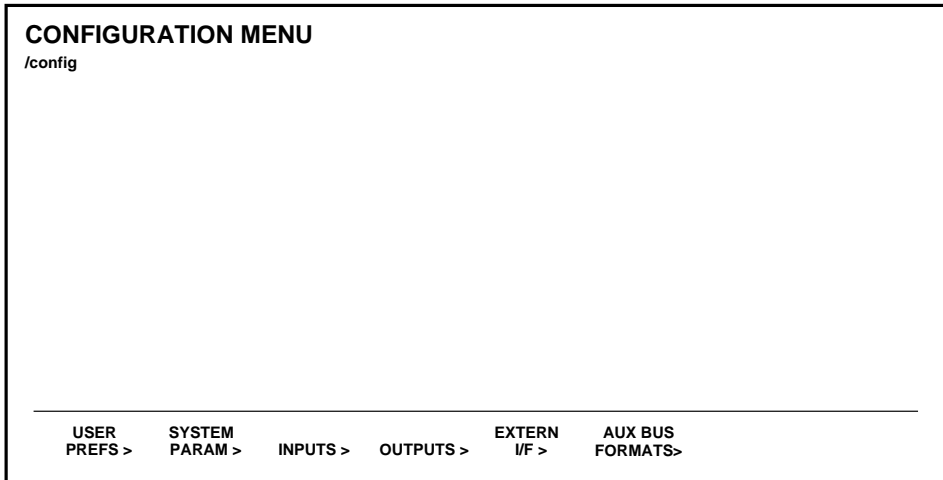 CONFIGURATION MENU
/config
USER SYSTEM EXTERN AUX BUS
PREFS > PARAM > INPUTS > OUTPUTS > I/F > FORMATS>